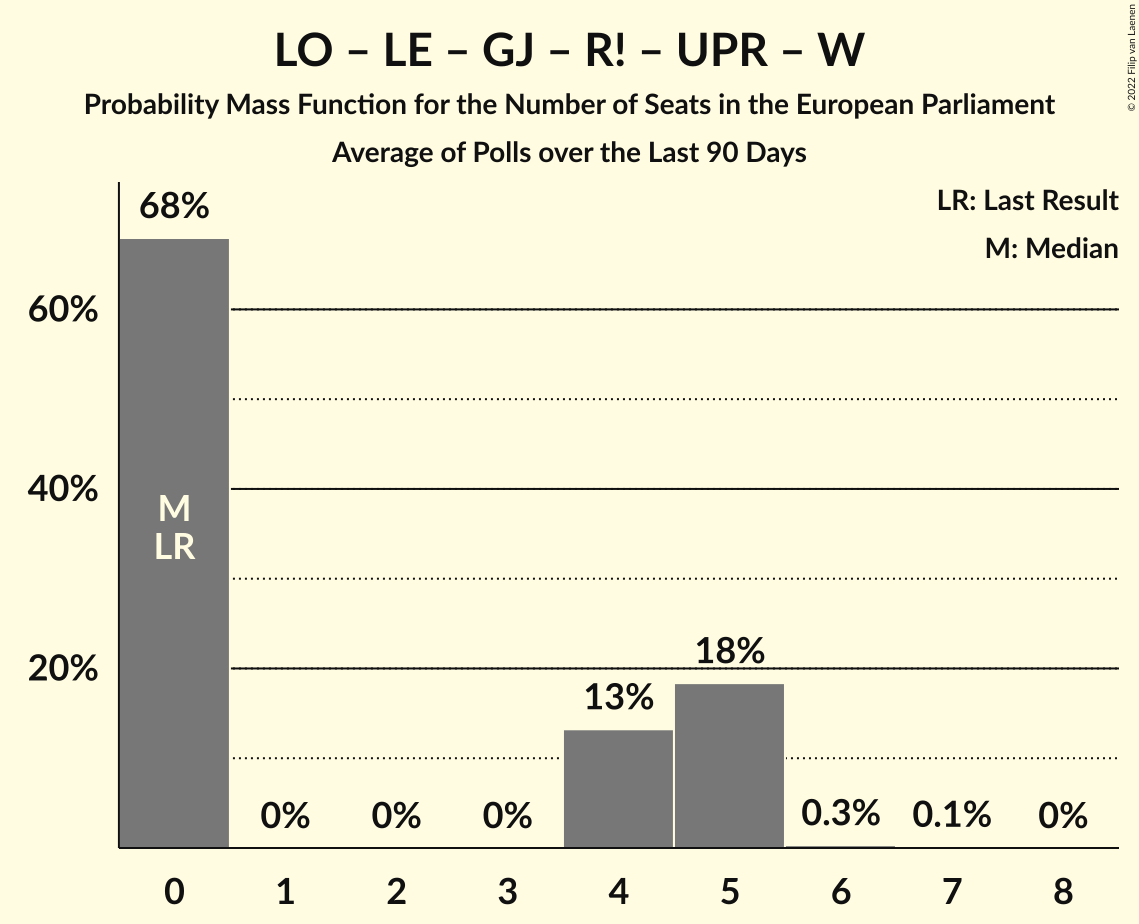 LO – LE – GJ – R! – UPR – W
Probability Mass Function for the Number of Seats in the European Parliament
Average of Polls over the Last 90 Days
© 2022 Filip van Laenen
LR: Last Result
M: Median
68%
60%
40%
20%
M
LR
0%
0%
0%
13%
18%
0.3%
0.1%
0%
0
1
2
3
4
5
6
7
8